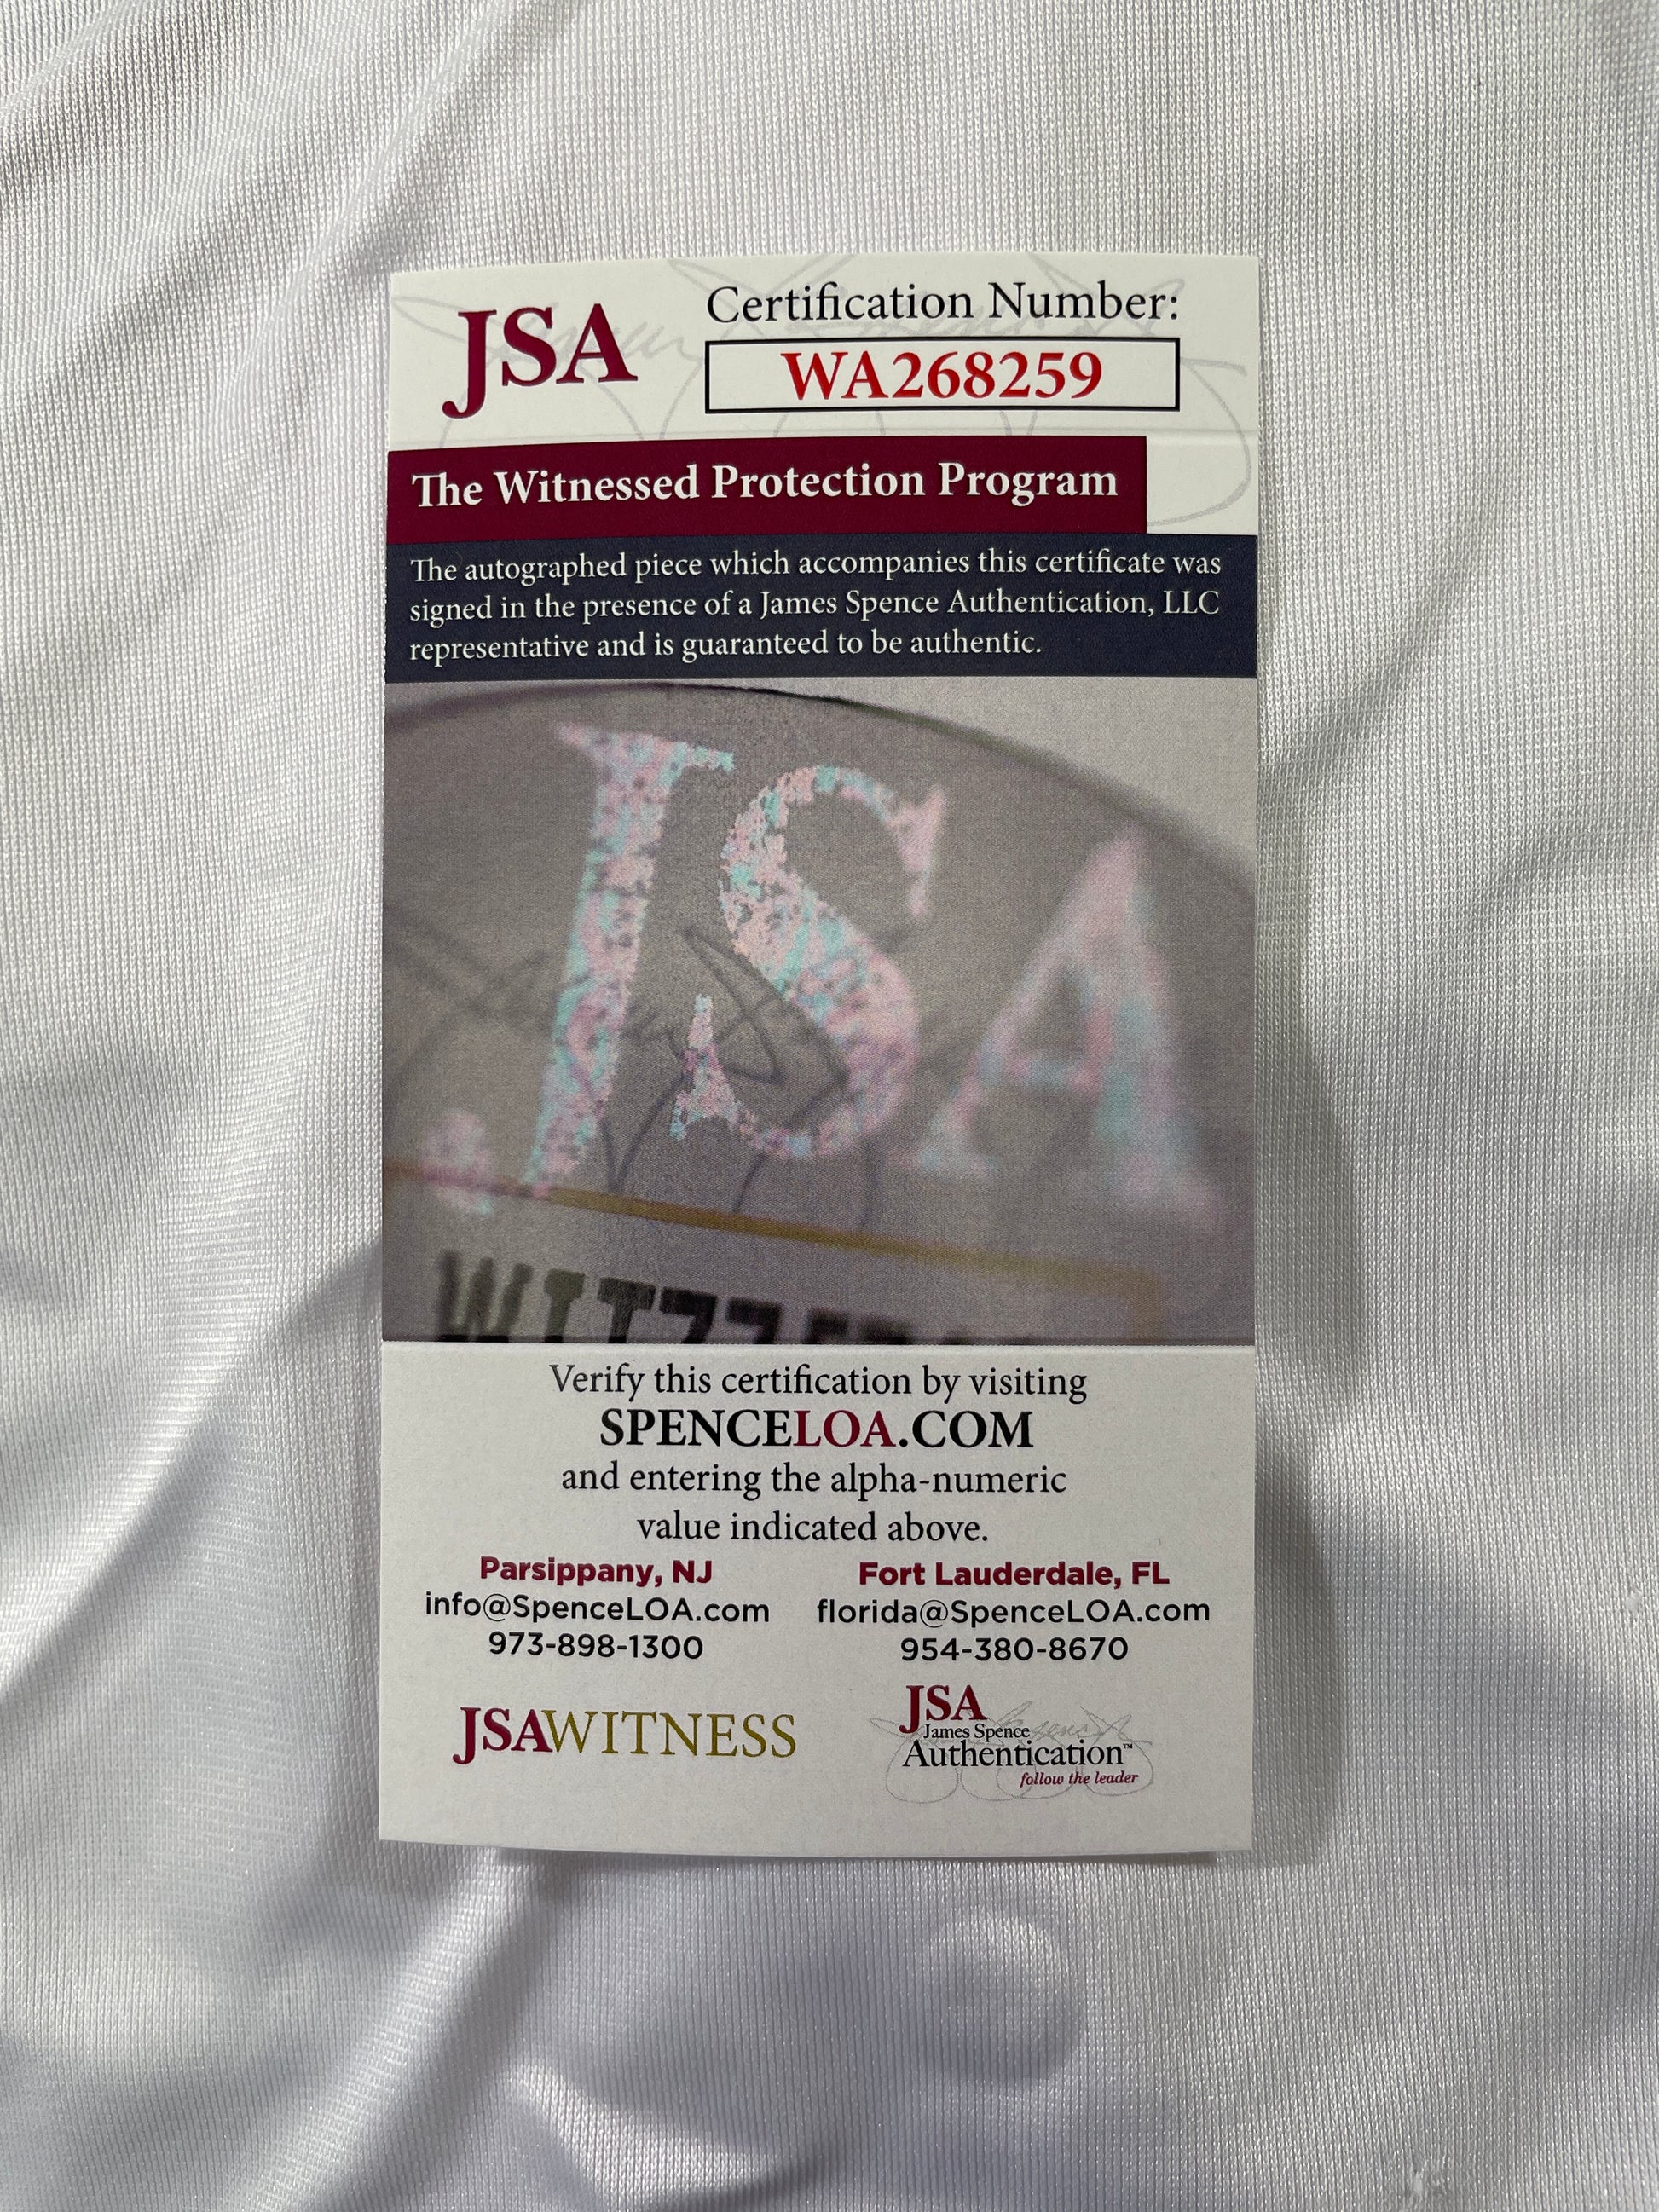 JSA
Certification Number:
WA268259
The Witnessed Protection Program
The autographed piece which accompanies this certificate was
signed in the presence of a James Spence Authentication, LLC
representative and is guaranteed to be authentic.
JSA
Verify this certification by visiting
SPENCELOA.COM
and entering the alpha-numeric
value indicated above.
Parsippany, NJ
info@SpenceLOA.com
973-898-1300
Fort Lauderdale, FL
florida@SpenceLOA.com
954-380-8670
JSAWITNESS
JSA
James Spence
Authentication™
follow the leader